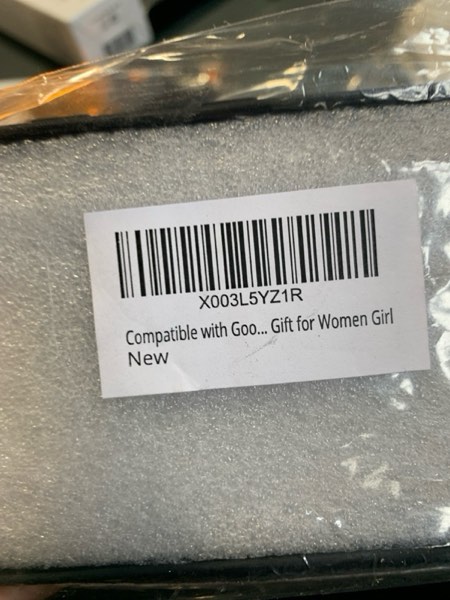 X003L5YZ1R
Compatible with Goo... Gift for Women Girl
New